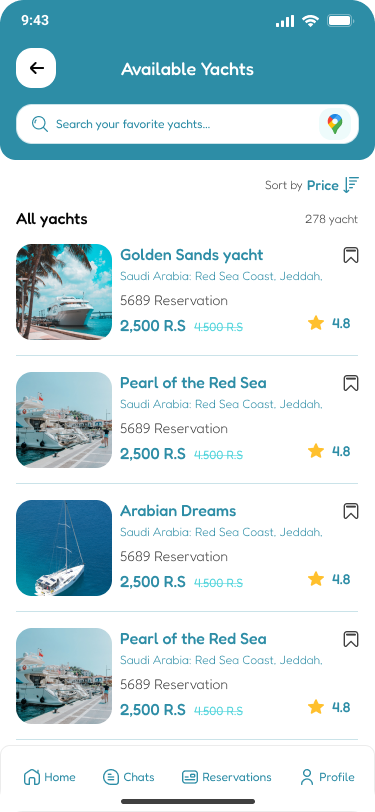 9:43
Available Yachts
Search your favorite yachts...
Sort by Price
All yachts
278 yacht
Golden Sands yacht
Saudi Arabia: Red Sea Coast, Jeddah,
5689 Reservation
2,500 R.S 4.500 R.S
4.8
Pearl of the Red Sea
Saudi Arabia: Red Sea Coast, Jeddah,
5689 Reservation
2,500 R.S 4.500 R.S
4.8
Arabian Dreams
Saudi Arabia: Red Sea Coast, Jeddah,
5689 Reservation
2,500 R.S 4.500 R.S
4.8
Pearl of the Red Sea
Saudi Arabia: Red Sea Coast, Jeddah,
5689 Reservation
2,500 R.S 4.500 R.S
4.8
Home
Chats
Reservations
Profile